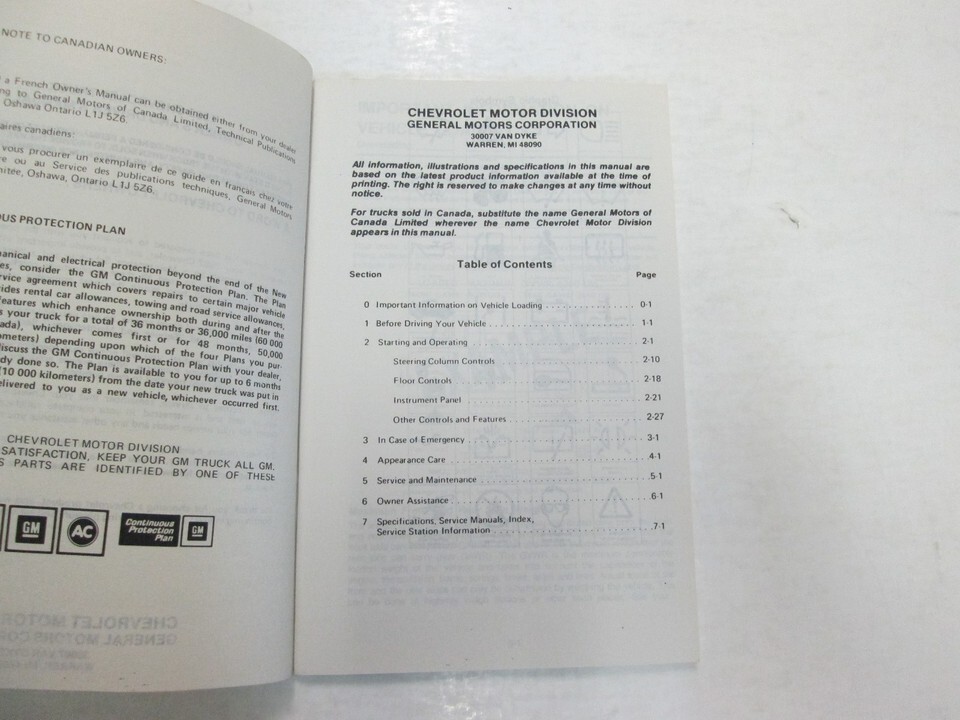 NOTE TO CANADIAN OWNERS:
a French Owner's Manual can be obtained either from your dealer
ng to General Motors of Canada Limited, Technical Publications
Oshawa Ontario L1J 5Z6.
aires canadiens:
vous procurer un exemplaire de ce guide en français chez votre
re ou au Service des publications techniques, General Motors
mitée, Oshawa, Ontario L1J 5Z6.
OUS PROTECTION PLAN
hanical and electrical protection beyond the end of the New
es, consider the GM Continuous Protection Plan. The Plan
rvice agreement which covers repairs to certain major vehicle
ides rental car allowances, towing and road service allowances,
features which enhance ownership both during and after the
s your truck for a total of 36 months or 36,000 miles (60 000
ada), whichever comes first or for 48 months, 50,000
ometers) depending upon which of the four Plans you pur-
iscuss the GM Continuous Protection Plan with your dealer,
dy done so. The Plan is available to you for up to 6 months
(10 000 kilometers) from the date your new truck was put in
elivered to you as a new vehicle, whichever occurred first.
CHEVROLET MOTOR DIVISION
SATISFACTION, KEEP YOUR GM TRUCK ALL GM.
S PARTS ARE IDENTIFIED BY ONE OF THESE
GM AC Continuous Protection Plan GM
CHEVROLET MOTOR DIVISION
GENERAL MOTORS CORPORATION
30007 VAN DYKE
WARREN, MI 48090
All information, illustrations and specifications in this manual are
based on the latest product information available at the time of
printing. The right is reserved to make changes at any time without
notice.
For trucks sold in Canada, substitute the name General Motors of
Canada Limited wherever the name Chevrolet Motor Division
appears in this manual.
Table of Contents
Section Page
0 Important Information on Vehicle Loading 0-1
1 Before Driving Your Vehicle 1-1
2 Starting and Operating 2-1
Steering Column Controls 2-10
Floor Controls 2-18
Instrument Panel 2-21
Other Controls and Features 2-27
3 In Case of Emergency 3-1
4 Appearance Care 4-1
5 Service and Maintenance 5-1
6 Owner Assistance 6-1
7 Specifications, Service Manuals, Index,
Service Station Information 7-1